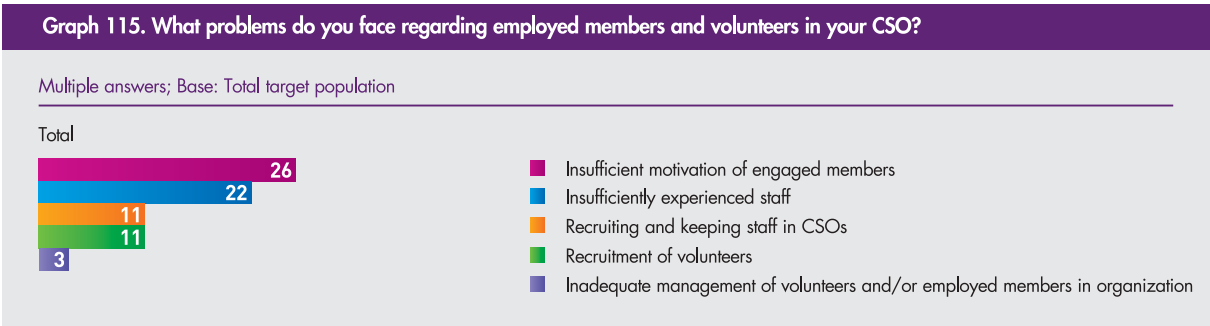 Graph 115. What problems do you face regarding employed members and volunteers in your CSO?
Multiple answers; Base: Total target population
Total
26
22
11
11
3
Insufficient motivation of engaged members
Insufficiently experienced staff
Recruiting and keeping staff in CSOs
Recruitment of volunteers
Inadequate management of volunteers and/or employed members in organization